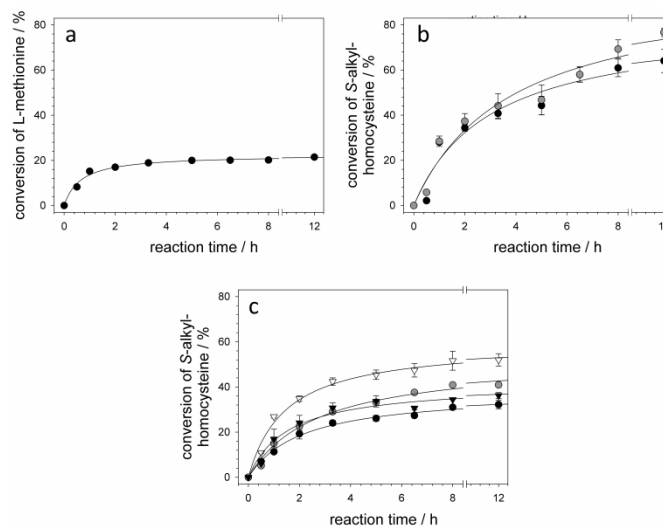 a
conversion of L-methionine / %
80
60
40
20
0
0 2 4 6 8 12
reaction time / h
b
conversion of S-alkyl-
homocysteine / %
80
60
40
20
0
0 2 4 6 8
reaction time / h
c
conversion of S-alkyl-
homocysteine / %
80
60
40
20
0
0 2 4 6 8 12
reaction time / h